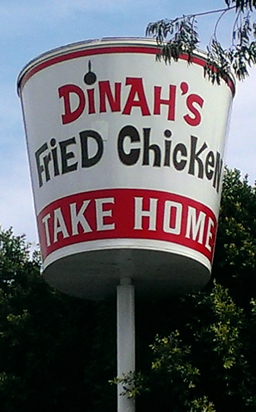 DiNAH'S
FRiED ChicKEN
TAKE HOME